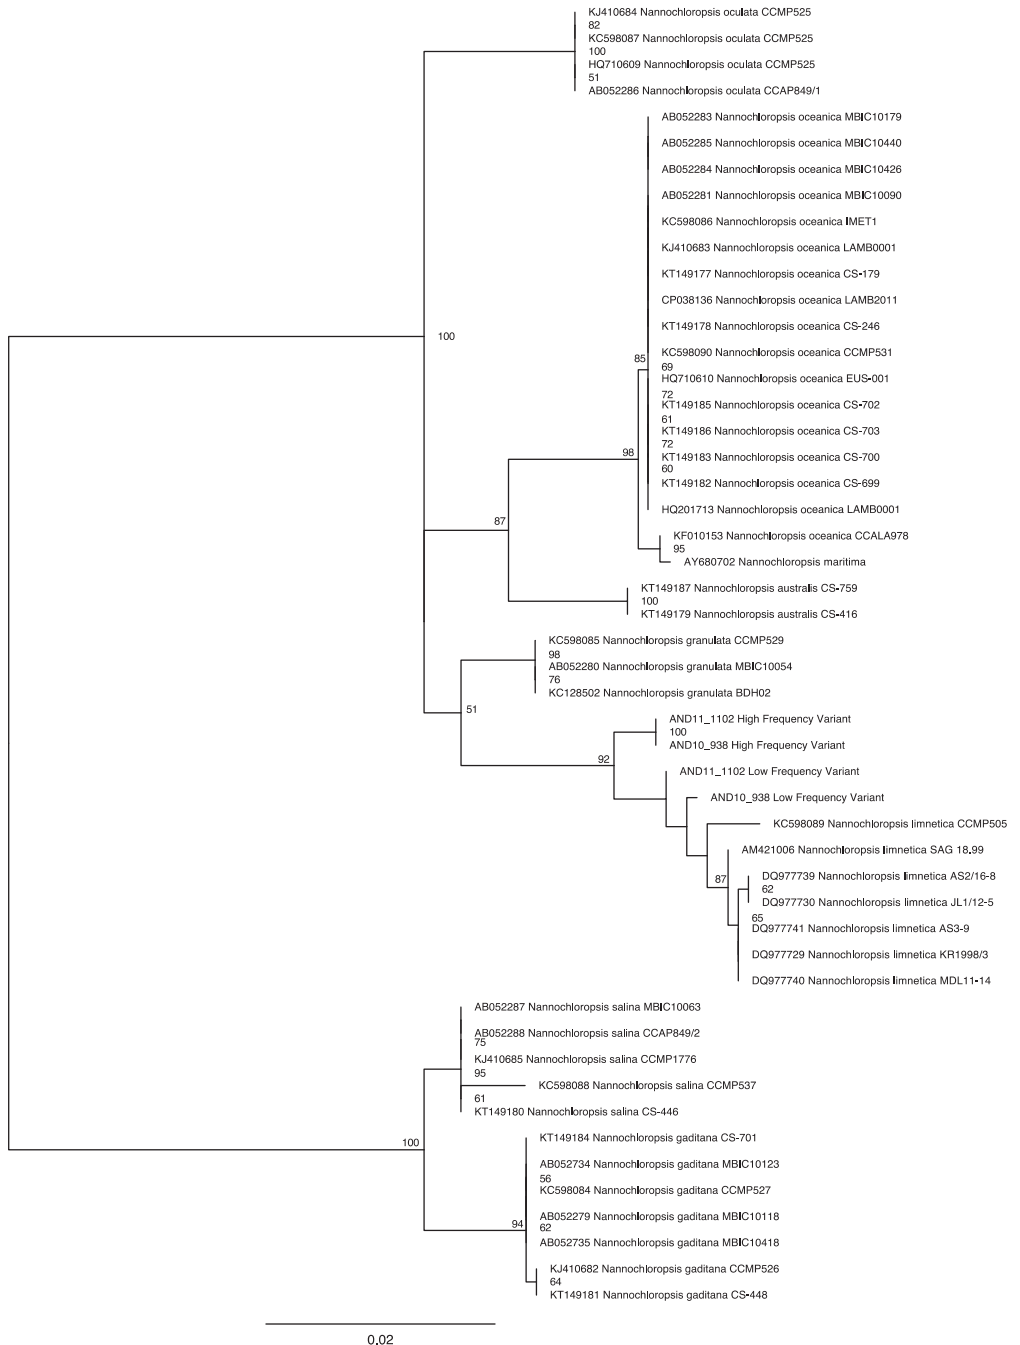 KJ410684 Nannochloropsis oculata CCMP525
82
KC598087 Nannochloropsis oculata CCMP525
100
HQ710609 Nannochloropsis oculata CCMP525
51
AB052286 Nannochloropsis oculata CCAP849/1
AB052283 Nannochloropsis oceanica MBIC10179
AB052285 Nannochloropsis oceanica MBIC10440
AB052284 Nannochloropsis oceanica MBIC10426
AB052281 Nannochloropsis oceanica MBIC10090
KC598086 Nannochloropsis oceanica IMET1
KJ410683 Nannochloropsis oceanica LAMB0001
KT149177 Nannochloropsis oceanica CS-179
CP038136 Nannochloropsis oceanica LAMB2011
KT149178 Nannochloropsis oceanica CS-246
100
KC598090 Nannochloropsis oceanica CCMP531
85
69
HQ710610 Nannochloropsis oceanica EUS-001
72
KT149185 Nannochloropsis oceanica CS-702
61
KT149186 Nannochloropsis oceanica CS-703
72
98
KT149183 Nannochloropsis oceanica CS-700
60
KT149182 Nannochloropsis oceanica CS-699
HQ201713 Nannochloropsis oceanica LAMB0001
87
KF010153 Nannochloropsis oceanica CCALA978
95
AY680702 Nannochloropsis maritima
KT149187 Nannochloropsis australis CS-759
100
KT149179 Nannochloropsis australis CS-416
KC598085 Nannochloropsis granulata CCMP529
98
AB052280 Nannochloropsis granulata MBIC10054
76
KC128502 Nannochloropsis granulata BDH02
51
AND11_1102 High Frequency Variant
100
AND10_938 High Frequency Variant
92
AND11_1102 Low Frequency Variant
AND10_938 Low Frequency Variant
KC598089 Nannochloropsis limnetica CCMP505
AM421006 Nannochloropsis limnetica SAG 18.99
87
DQ977739 Nannochloropsis limnetica AS2/16-8
62
DQ977730 Nannochloropsis limnetica JL1/12-5
65
DQ977741 Nannochloropsis limnetica AS3-9
DQ977729 Nannochloropsis limnetica KR1998/3
DQ977740 Nannochloropsis limnetica MDL11-14
AB052287 Nannochloropsis salina MBIC10063
AB052288 Nannochloropsis salina CCAP849/2
75
KJ410685 Nannochloropsis salina CCMP1776
95
KC598088 Nannochloropsis salina CCMP537
61
KT149180 Nannochloropsis salina CS-446
100
KT149184 Nannochloropsis gaditana CS-701
AB052734 Nannochloropsis gaditana MBIC10123
56
KC598084 Nannochloropsis gaditana CCMP527
AB052279 Nannochloropsis gaditana MBIC10118
94
62
AB052735 Nannochloropsis gaditana MBIC10418
KJ410682 Nannochloropsis gaditana CCMP526
64
KT149181 Nannochloropsis gaditana CS-448
0.02